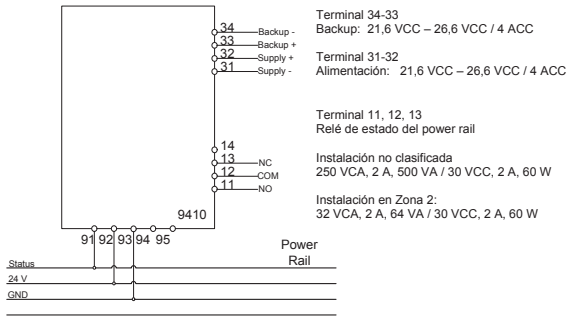 34
Backup -
33
Backup +
32
Supply +
31
Supply -
14
13
NC
12
COM
11
NO
9410
91 92 93 94 95
Power
Rail
Status
24 V
GND
Terminal 34-33
Backup: 21,6 VCC – 26,6 VCC / 4 ACC
Terminal 31-32
Alimentación: 21,6 VCC – 26,6 VCC / 4 ACC
Terminal 11, 12, 13
Relé de estado del power rail
Instalación no clasificada
250 VCA, 2 A, 500 VA / 30 VCC, 2 A, 60 W
Instalación en Zona 2:
32 VCA, 2 A, 64 VA / 30 VCC, 2 A, 60 W